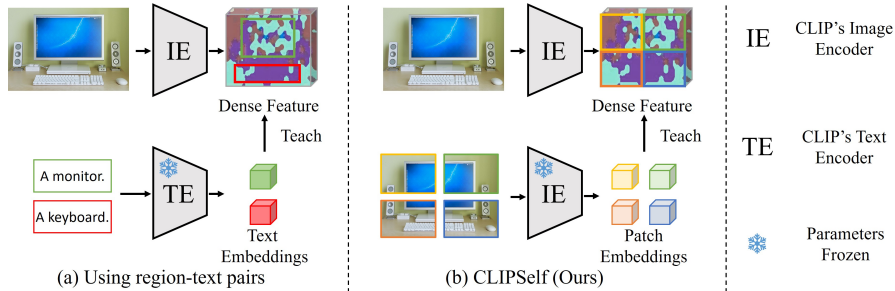 IE
Dense Feature
Teach
A monitor.
A keyboard.
TE
Text
Embeddings
(a) Using region-text pairs
IE
Dense Feature
Teach
IE
Patch
Embeddings
(b) CLIPSelf (Ours)
IE
CLIP's Image
Encoder
TE
CLIP's Text
Encoder
Parameters
Frozen